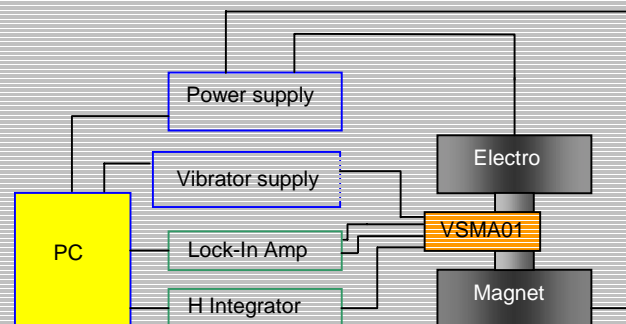 Power supply
Electro
Vibrator supply
VSMA01
PC
Lock-In Amp
Magnet
H Integrator